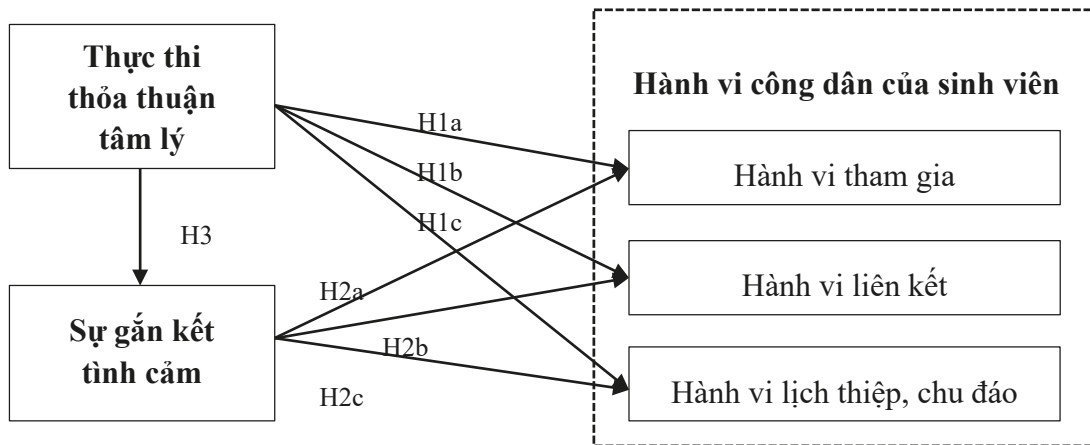 Thực thi
thỏa thuận
tâm lý
Hành vi công dân của sinh viên
H1a
Hành vi tham gia
H1b
H1c
H3
Hành vi liên kết
H2a
Sự gắn kết
tình cảm
H2b
Hành vi lịch thiệp, chu đáo
H2c